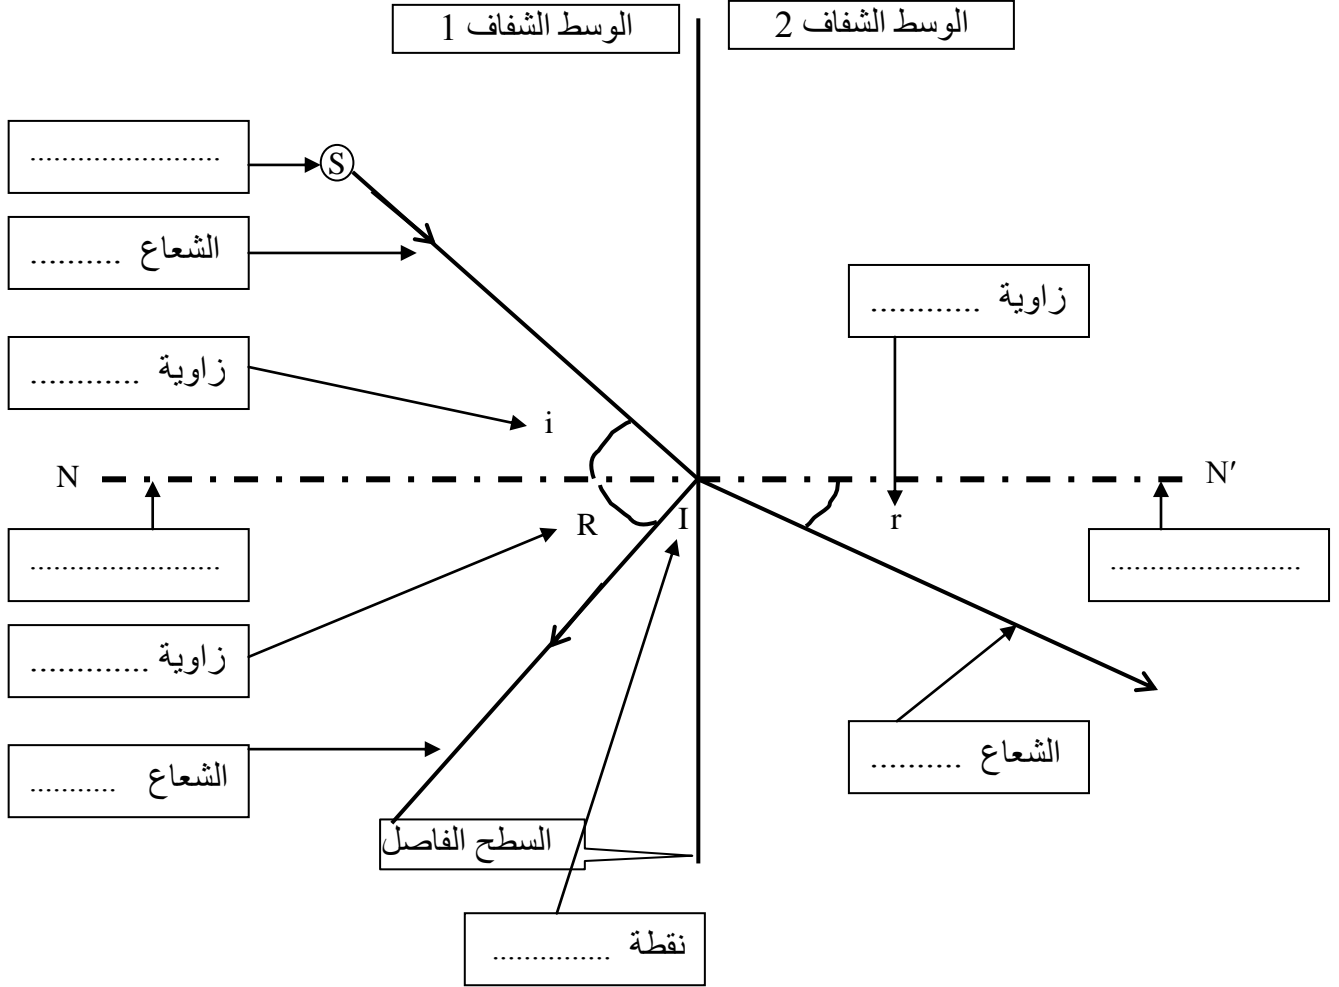 الوسط الشفاف 1
الوسط الشفاف 2
........................
S
الشعاع ..........
زاوية ............
زاوية ............
i
N
N′
R
I
r
........................
........................
زاوية .............
الشعاع ..........
الشعاع ..........
السطح الفاصل
نقطة ...............